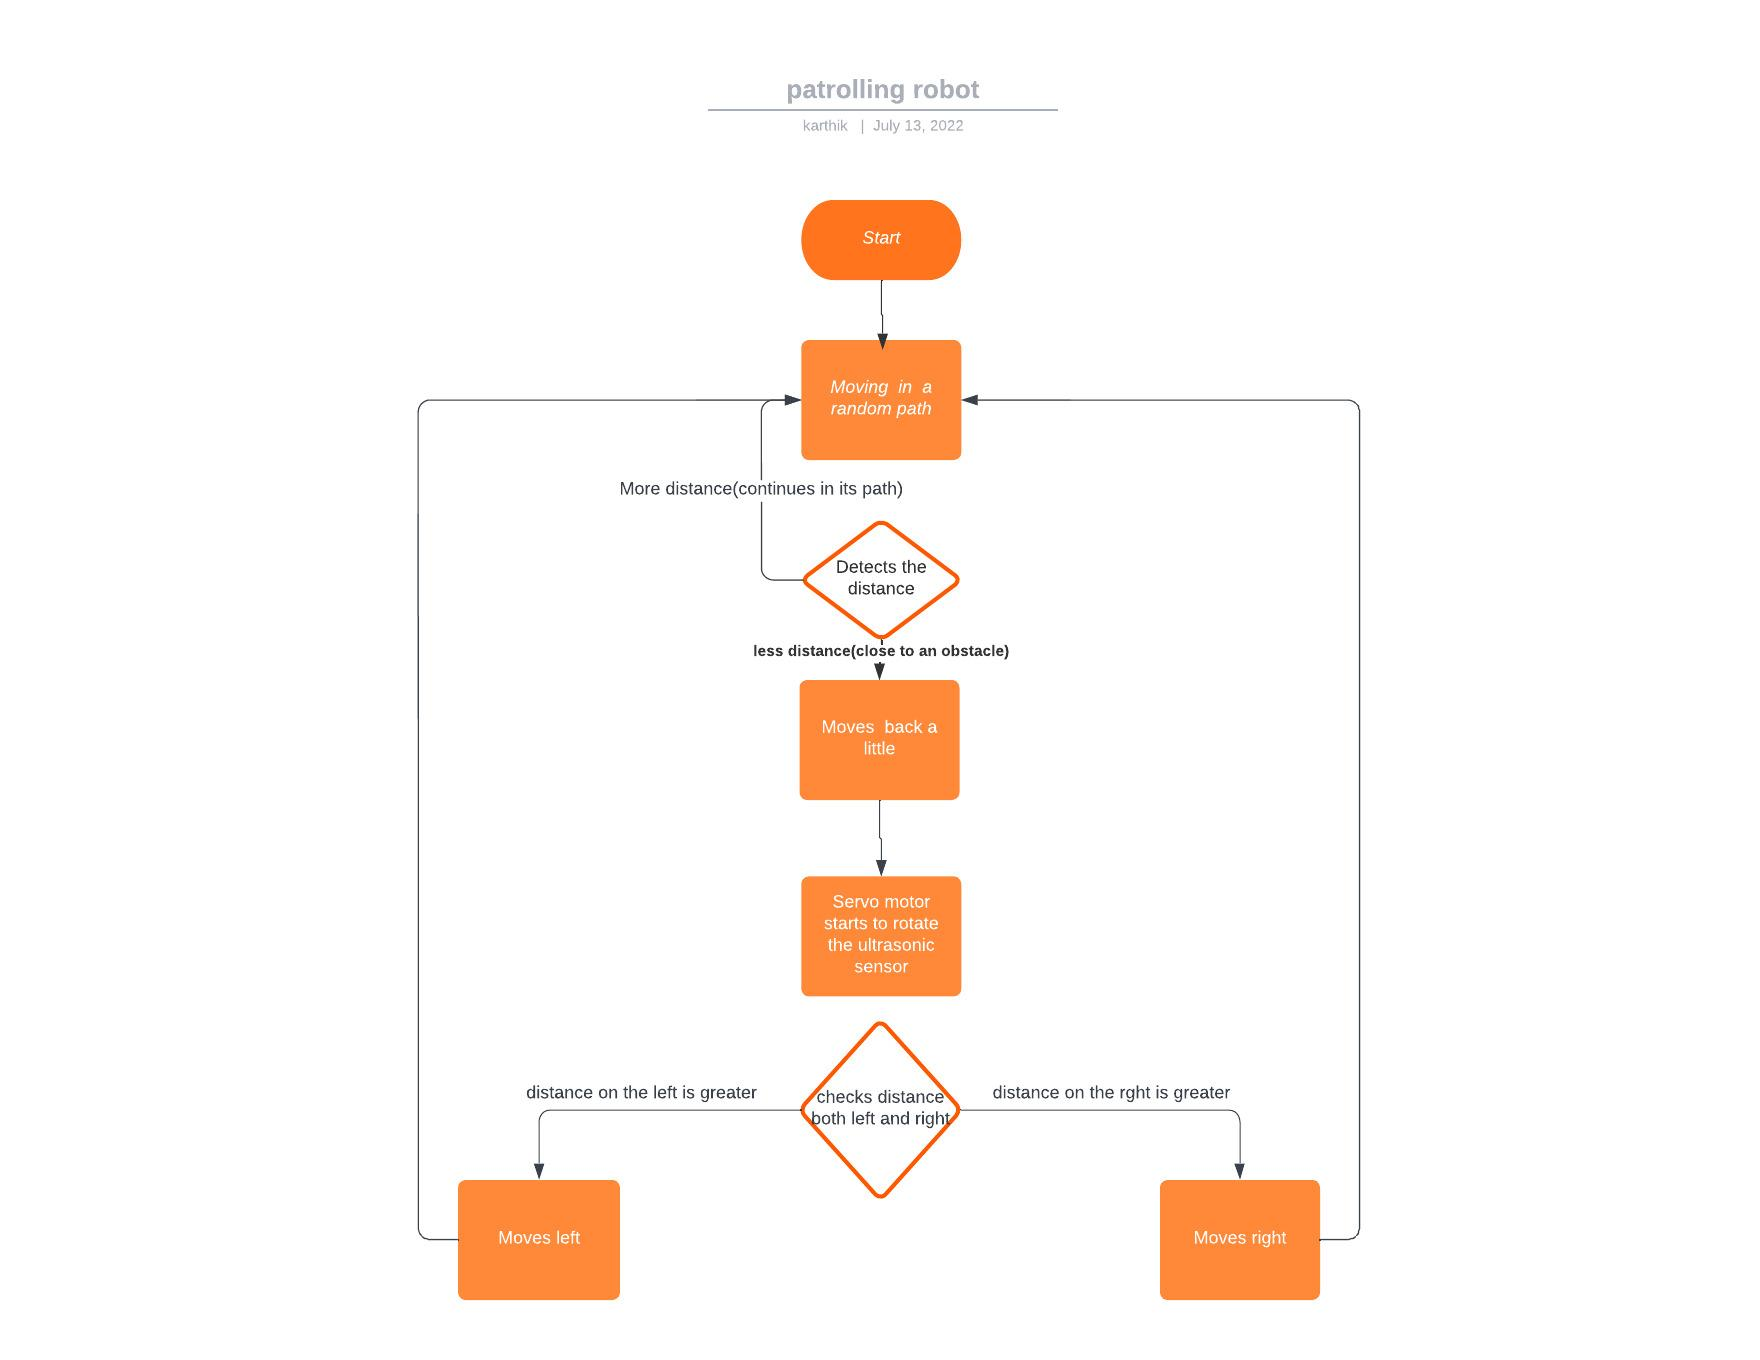 patrolling robot
karthik | July 13, 2022
Start
Moving in a
random path
More distance(continues in its path)
Detects the
distance
less distance(close to an obstacle)
Moves back a
little
Servo motor
starts to rotate
the ultrasonic
sensor
distance on the left is greater
checks distance
both left and right
distance on the rght is greater
Moves left
Moves right